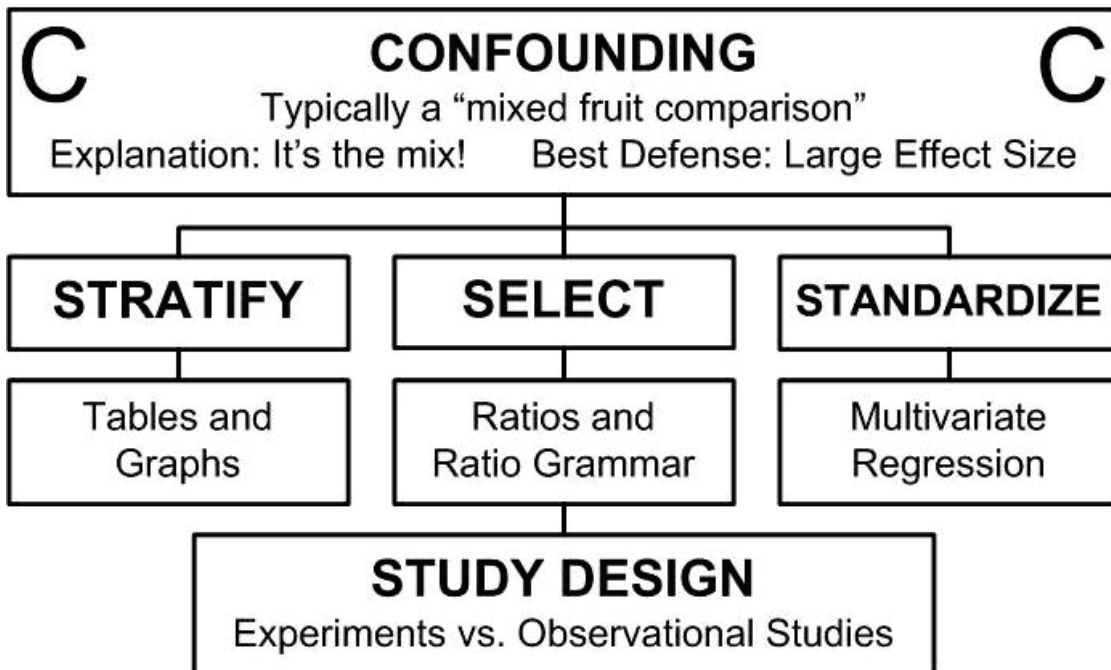 C
CONFOUNDING
C
Typically a “mixed fruit comparison”
Explanation: It’s the mix! Best Defense: Large Effect Size
STRATIFY
SELECT
STANDARDIZE
Tables and
Graphs
Ratios and
Ratio Grammar
Multivariate
Regression
STUDY DESIGN
Experiments vs. Observational Studies